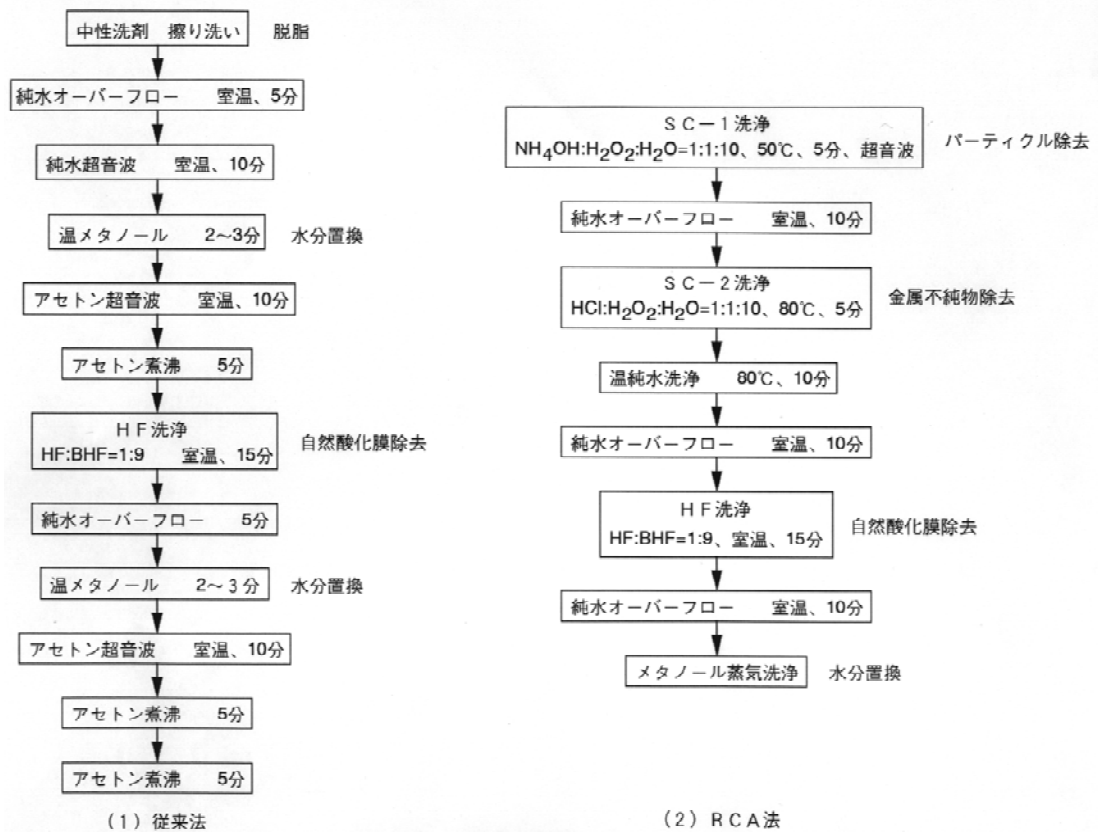 中性洗剤　擦り洗い　脱脂
純水オーバーフロー　室温、5分
純水超音波　室温、10分
温メタノール　2～3分　水分置換
アセトン超音波　室温、10分
アセトン煮沸　5分
ＨＦ洗浄
HF:BHF=1:9　室温、15分　自然酸化膜除去
純水オーバーフロー　5分
温メタノール　2～3分　水分置換
アセトン超音波　室温、10分
アセトン煮沸　5分
アセトン煮沸　5分
（1）従来法
ＳＣ－1洗浄
NH₄OH:H₂O₂:H₂O=1:1:10、50℃、5分、超音波　パーティクル除去
純水オーバーフロー　室温、10分
ＳＣ－2洗浄
HCl:H₂O₂:H₂O=1:1:10、80℃、5分　金属不純物除去
温純水洗浄　80℃、10分
純水オーバーフロー　室温、10分
ＨＦ洗浄
HF:BHF=1:9、室温、15分　自然酸化膜除去
純水オーバーフロー　室温、10分
メタノール蒸気洗浄　水分置換
（2）ＲＣＡ法